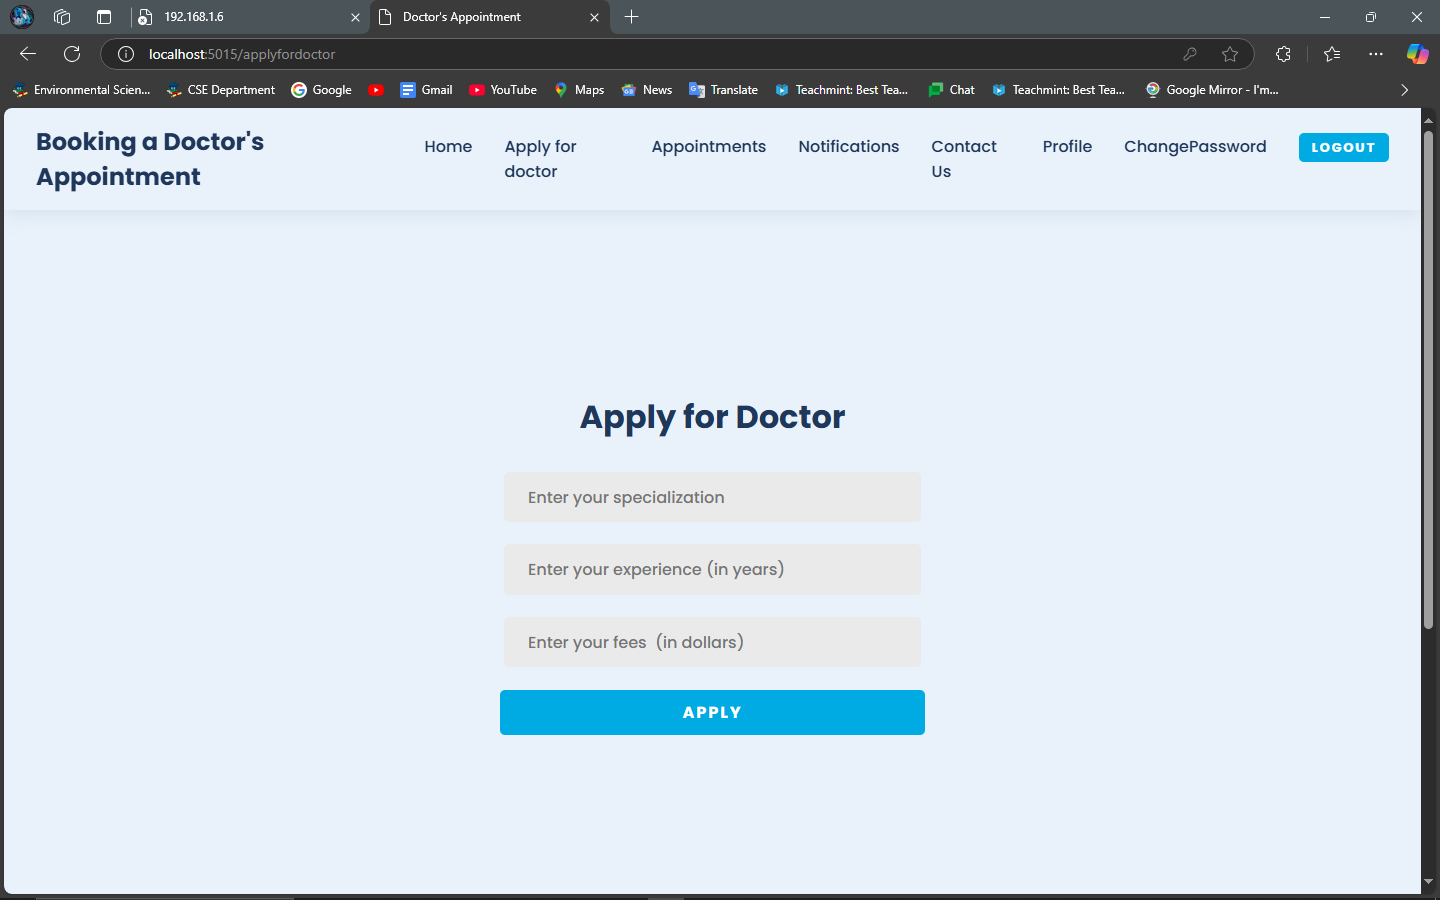 192.168.1.6
Doctor's Appointment
localhost:5015/applyfordoctor
Environmental Scien...
CSE Department
Google
Gmail
YouTube
Maps
News
Translate
Teachmint: Best Tea...
Chat
Teachmint: Best Tea...
Google Mirror - I'm...
Booking a Doctor's
Appointment
Home
Apply for
doctor
Appointments
Notifications
Contact
Us
Profile
ChangePassword
LOGOUT
Apply for Doctor
Enter your specialization
Enter your experience (in years)
Enter your fees  (in dollars)
APPLY